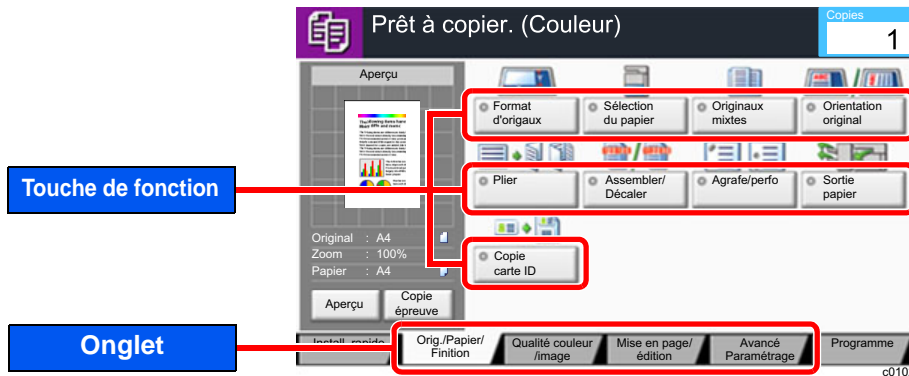 Prêt à copier. (Couleur)
Copies
1
Aperçu
Format
d'origaux
Sélection
du papier
Originaux
mixtes
Orientation
original
Touche de fonction
Plier
Assembler/
Décaler
Agrafe/perfo
Sortie
papier
Original : A4
Zoom : 100%
Papier : A4
Copie
carte ID
Aperçu
Copie
épreuve
Onglet
Install. rapide
Orig./Papier/
Finition
Qualité couleur
/image
Mise en page/
édition
Avancé
Paramétrage
Programme
c010